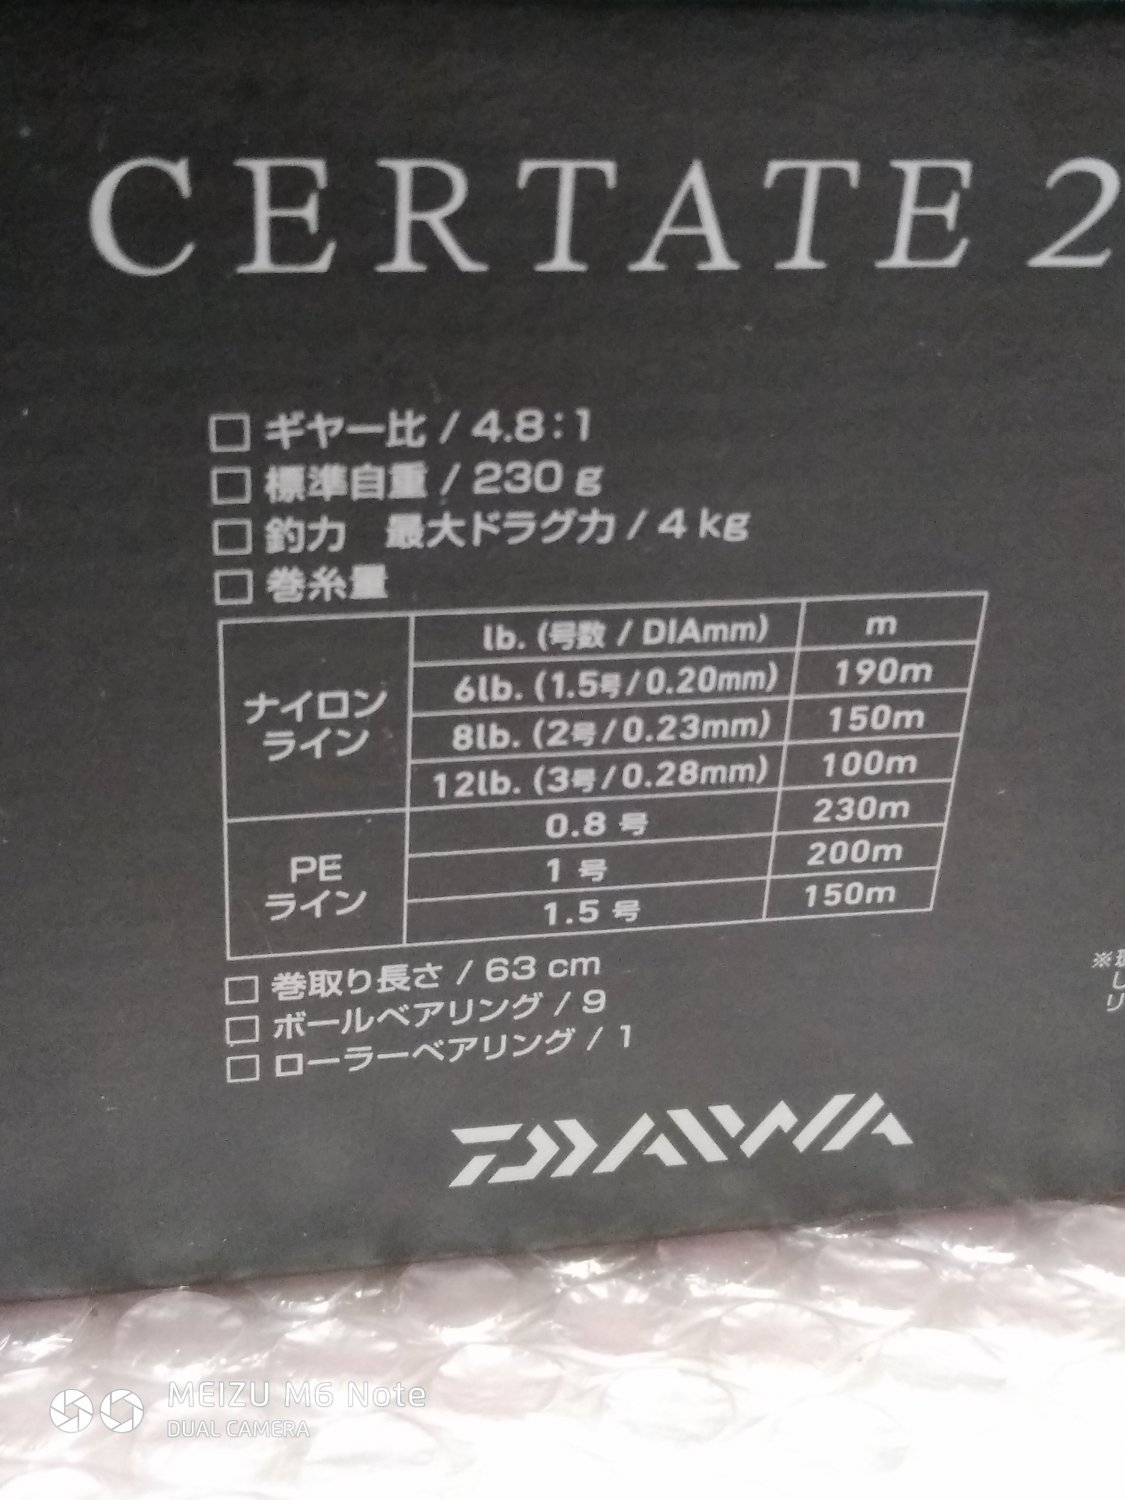 CERTATE 2
□ ギヤー比 / 4.8:1
□ 標準自重 / 230 g
□ 釣力 最大ドラグ力 / 4 kg
□ 巻糸量
ナイロン
ライン
lb. (号数 / DIAmm) m
6lb. (1.5号/0.20mm) 190m
8lb. (2号/0.23mm) 150m
12lb. (3号/0.28mm) 100m
PE
ライン
0.8 号 230m
1 号 200m
1.5 号 150m
□ 巻取り長さ / 63 cm
□ ボールベアリング / 9
□ ローラーベアリング / 1
※
し
リ
DAIWA
MEIZU M6 Note
DUAL CAMERA